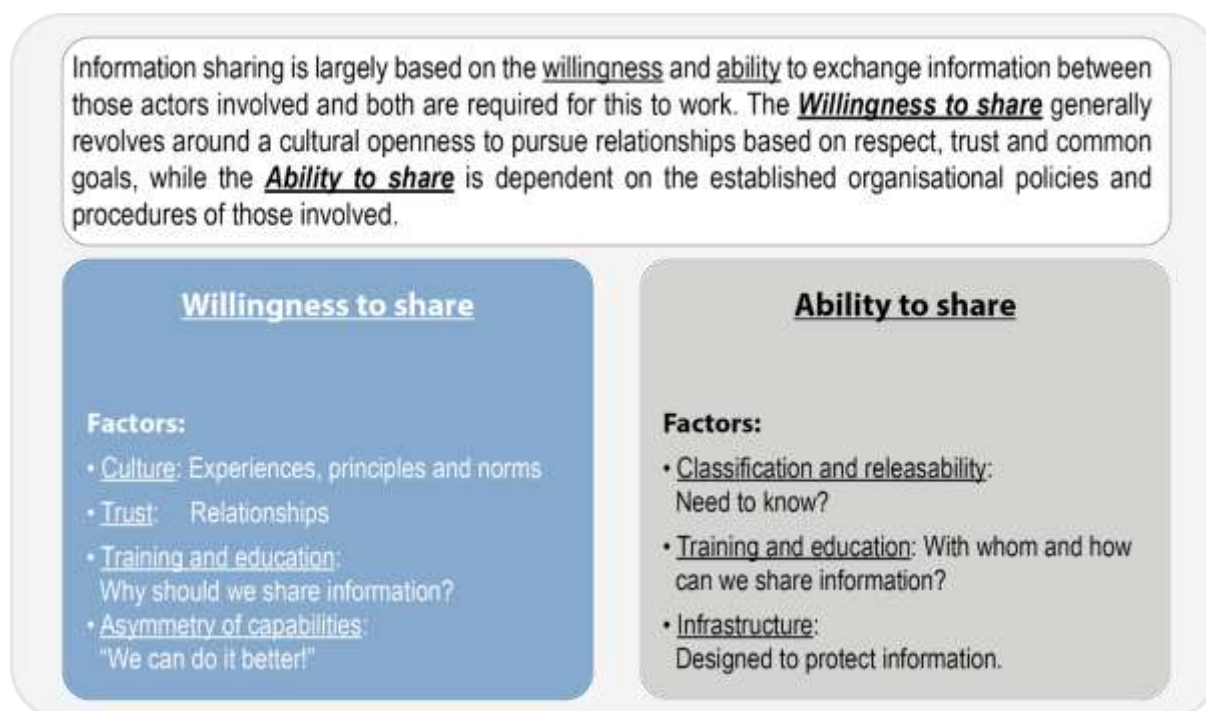 Information sharing is largely based on the willingness and ability to exchange information between
those actors involved and both are required for this to work. The Willingness to share generally
revolves around a cultural openness to pursue relationships based on respect, trust and common
goals, while the Ability to share is dependent on the established organisational policies and
procedures of those involved.
Willingness to share
Factors:
• Culture: Experiences, principles and norms
• Trust: Relationships
• Training and education:
Why should we share information?
• Asymmetry of capabilities:
“We can do it better!”
Ability to share
Factors:
• Classification and releasability:
Need to know?
• Training and education: With whom and how
can we share information?
• Infrastructure:
Designed to protect information.